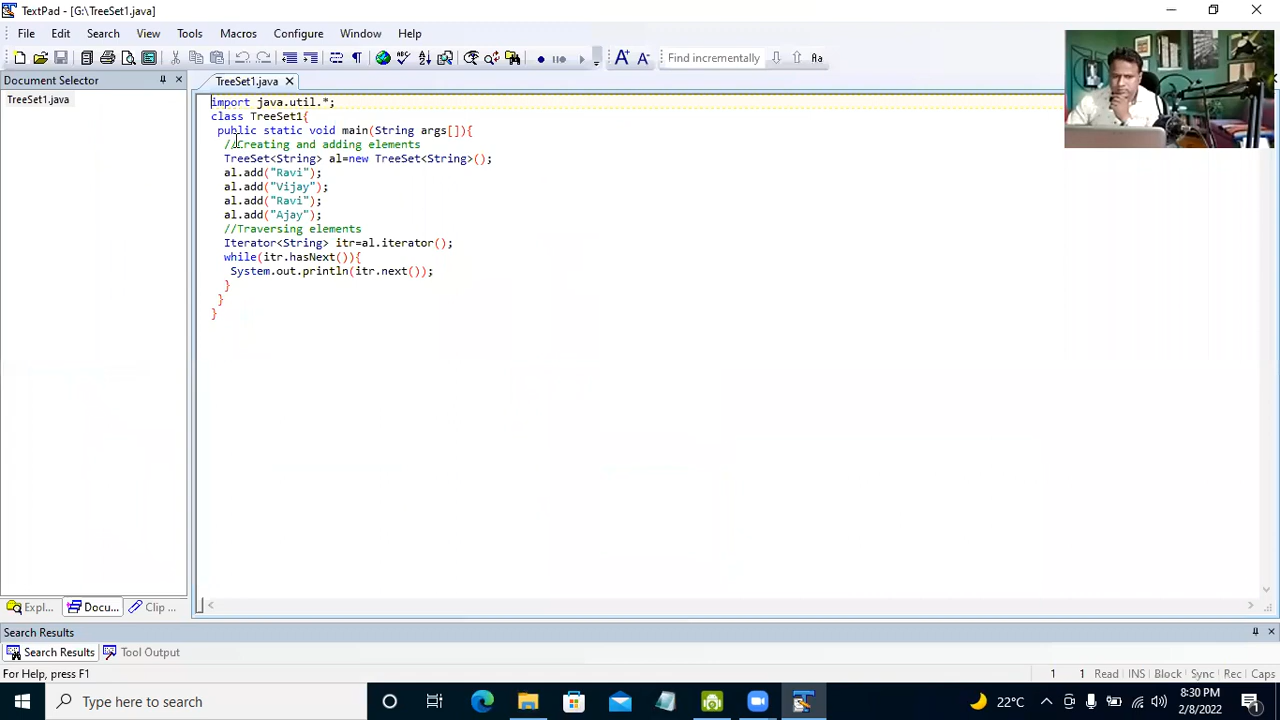 TextPad - [G:\TreeSet1.java]
File Edit Search View Tools Macros Configure Window Help
Find incrementally
Document Selector
TreeSet1.java
TreeSet1.java
import java.util.*;
class TreeSet1{
public static void main(String args[]){
//Creating and adding elements
TreeSet<String> al=new TreeSet<String>();
al.add("Ravi");
al.add("Vijay");
al.add("Ravi");
al.add("Ajay");
//Traversing elements
Iterator<String> itr=al.iterator();
while(itr.hasNext()){
System.out.println(itr.next());
}
}
}
Expl... Docu... Clip ...
Search Results
Search Results Tool Output
For Help, press F1
1 1 Read INS Block Sync Rec Caps
Type here to search
22°C
8:30 PM
2/8/2022
1